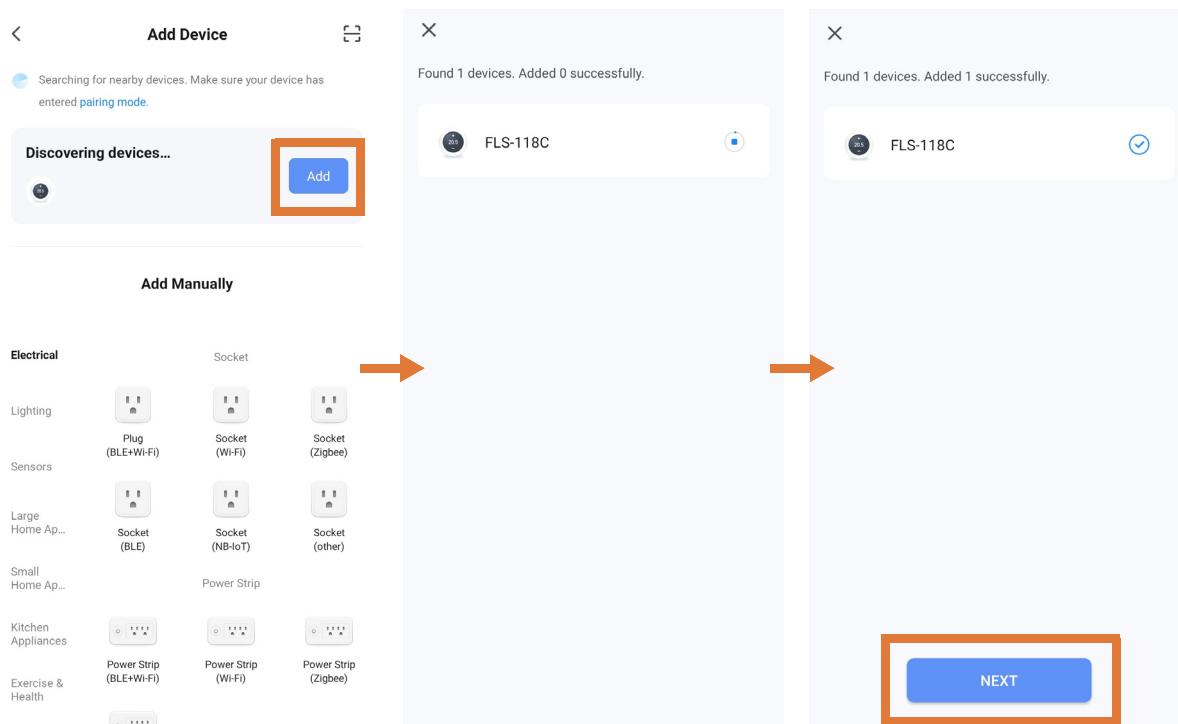 Add Device
Searching for nearby devices. Make sure your device has
entered pairing mode.
Discovering devices...
Add
Add Manually
Electrical
Lighting
Sensors
Large
Home Ap...
Small
Home Ap...
Kitchen
Appliances
Exercise &
Health
Socket
Plug
(BLE+Wi-Fi)
Socket
(Wi-Fi)
Socket
(Zigbee)
Socket
(BLE)
Socket
(NB-IoT)
Socket
(other)
Power Strip
Power Strip
(BLE+Wi-Fi)
Power Strip
(Wi-Fi)
Power Strip
(Zigbee)
Found 1 devices. Added 0 successfully.
20.5
FLS-118C
Found 1 devices. Added 1 successfully.
20.5
FLS-118C
NEXT